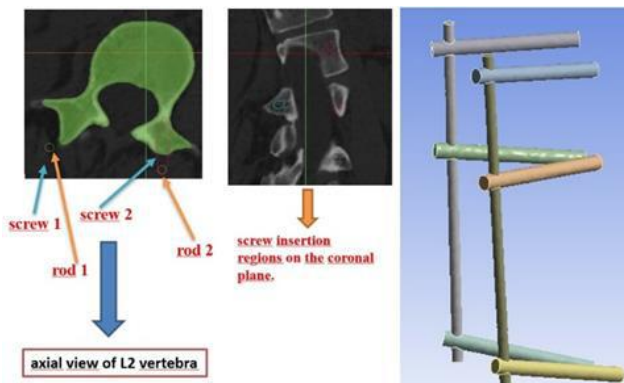 screw 1
rod 1
screw 2
rod 2
screw insertion
regions on the coronal
plane.
axial view of L2 vertebra